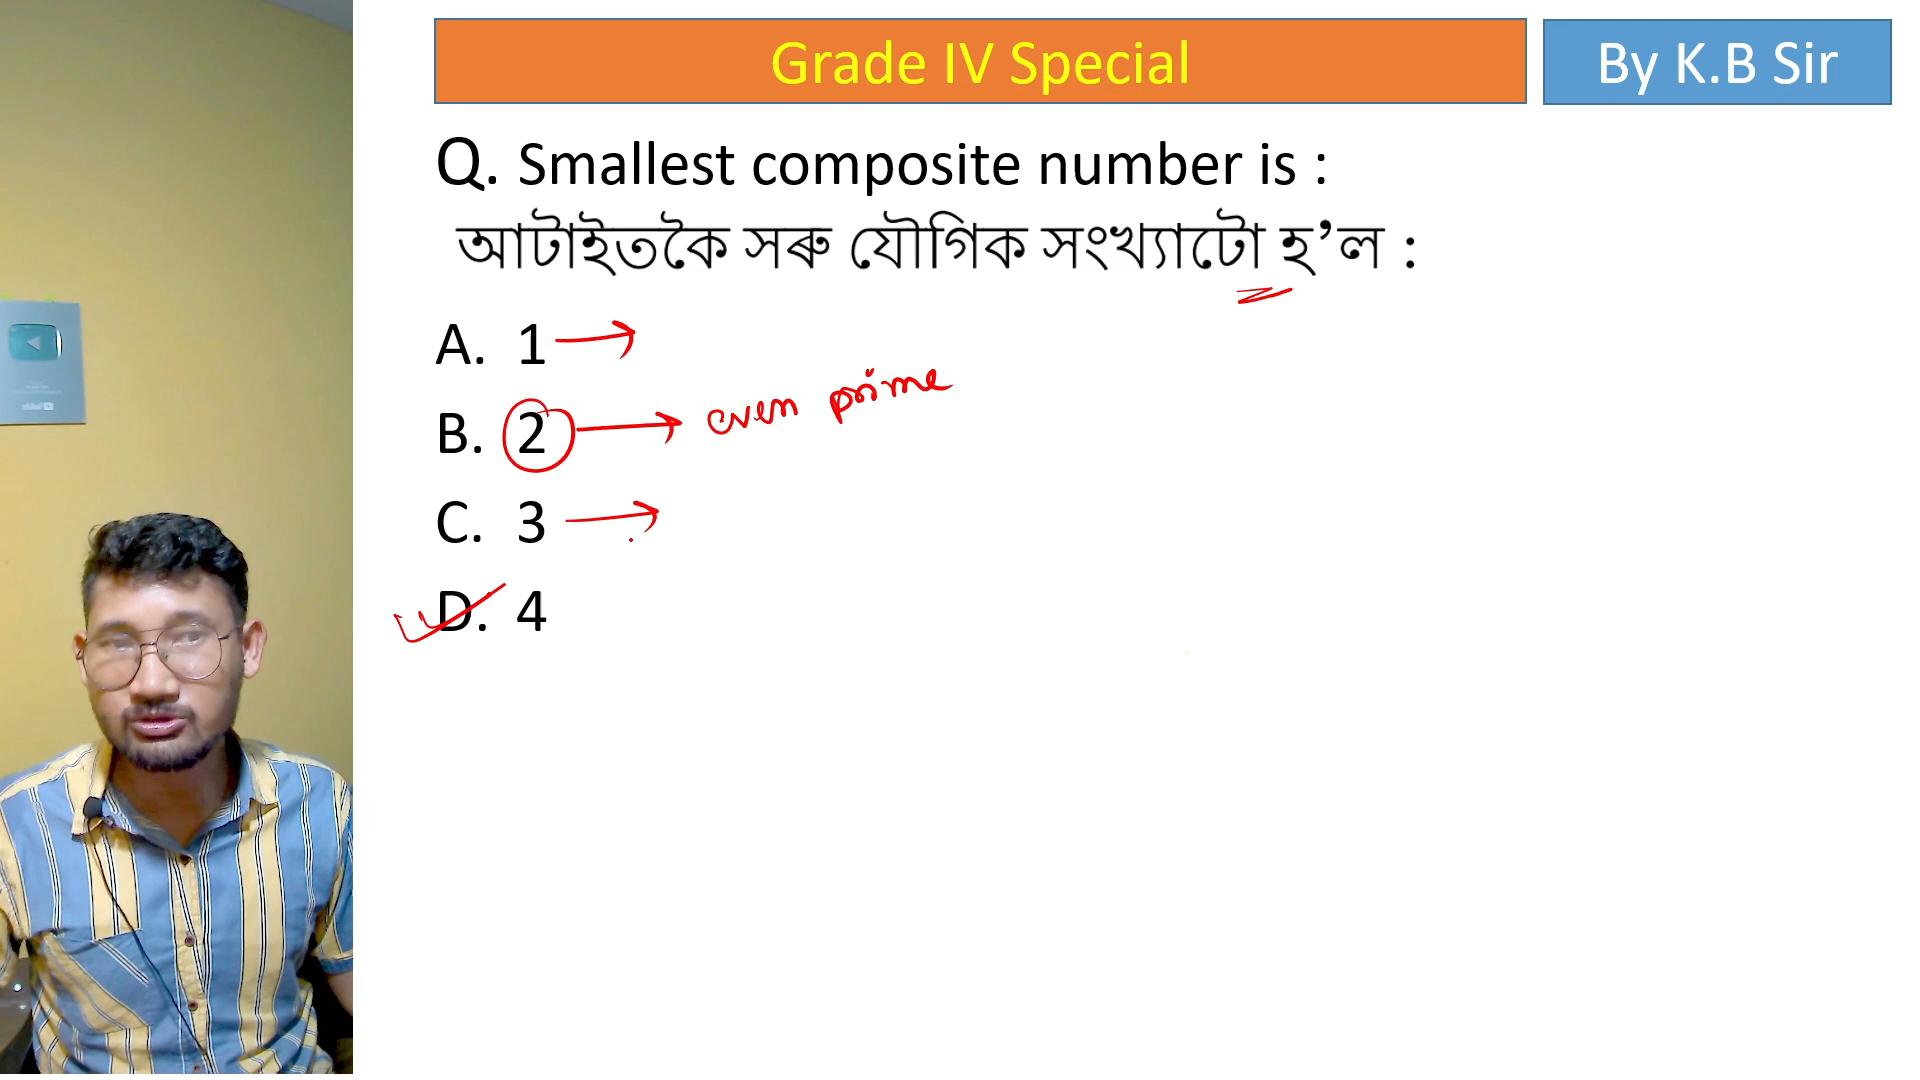 Grade IV Special
By K.B Sir
Q. Smallest composite number is :
আটাইতকৈ সৰু যৌগিক সংখ্যাটো হ’ল :
A. 1
B. 2 even prime
C. 3
D. 4